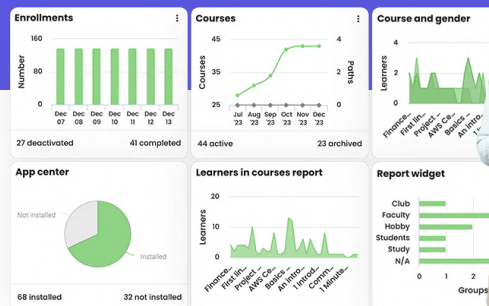 Enrollments
Number
160
80
0
Dec 07
Dec 08
Dec 09
Dec 10
Dec 11
Dec 12
Dec 13
27 deactivated
41 completed
Courses
Courses
45
35
25
4
2
0
Paths
Jul '23
Aug '23
Sep '23
Oct '23
Nov '23
Dec '23
44 active
23 archived
Course and gender
Learners
4
2
0
Finance...
First lin...
Project ...
AWS Ce...
Basics ...
An intro...
App center
Not installed
Installed
68 installed
32 not installed
Learners in courses report
Learners
20
10
0
Finance...
First lin...
Project ...
AWS Ce...
Basics ...
An intro...
1 Introd...
Comm...
1 Minute...
Report widget
Club
Faculty
Hobby
Students
Study
N/A
0
1
2
Groups